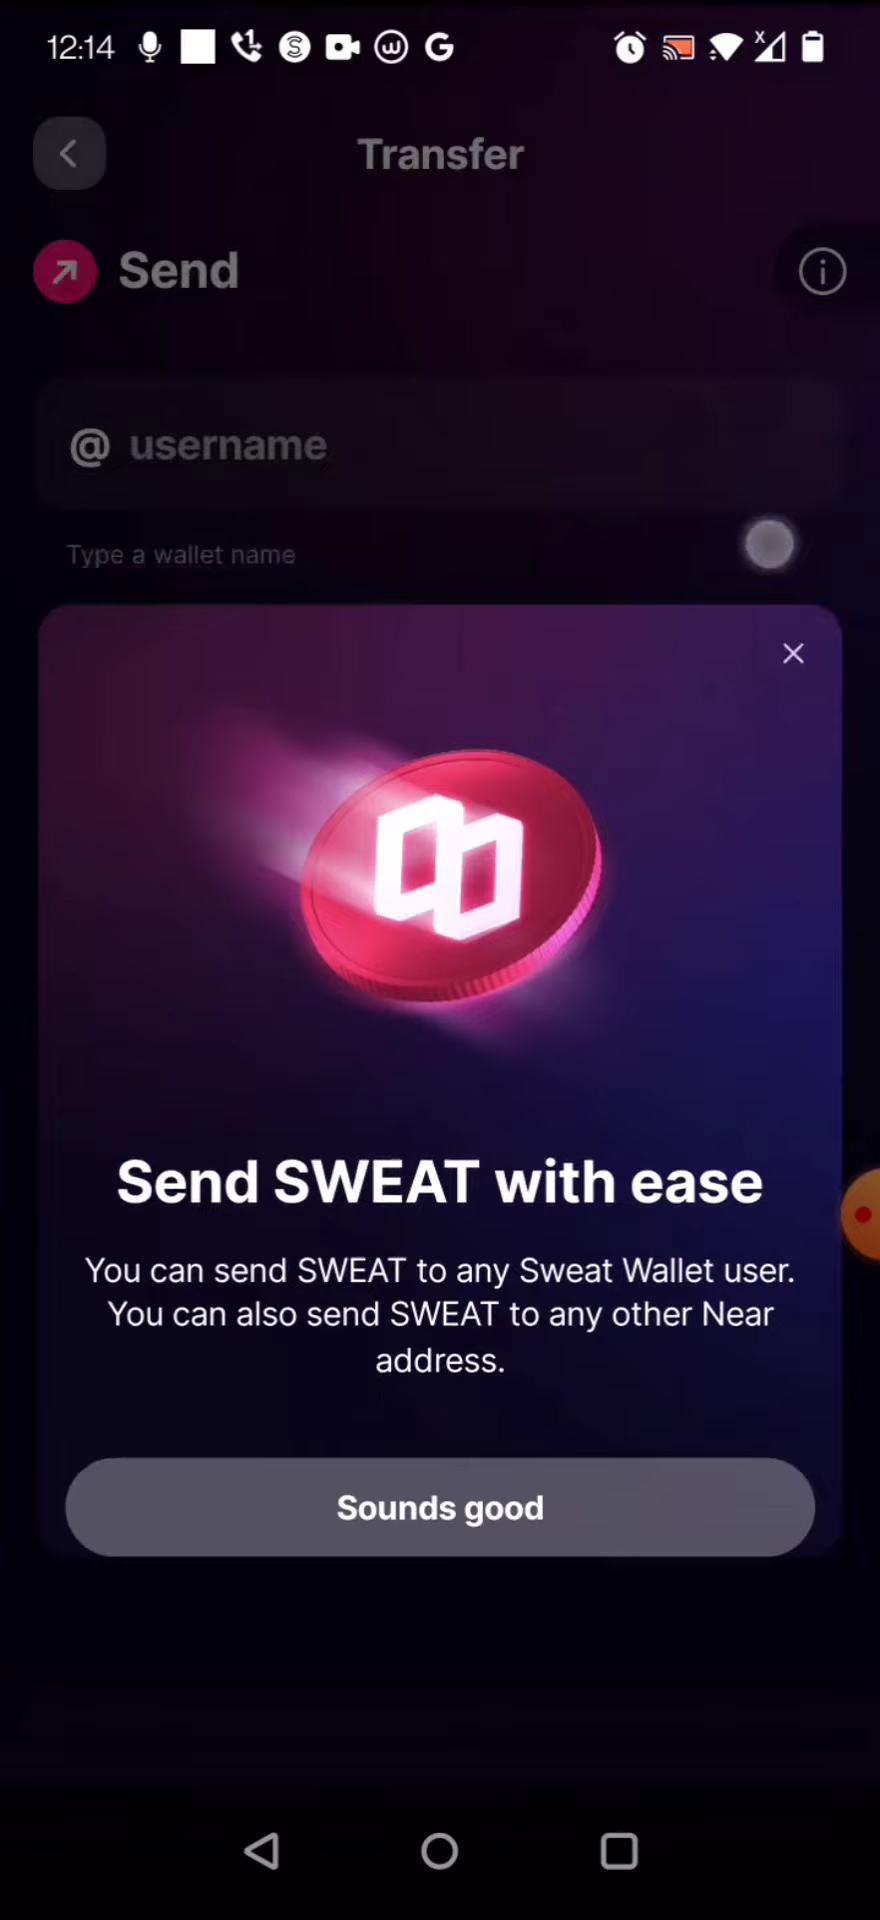 12:14
Transfer
Send
@ username
Type a wallet name
Send SWEAT with ease
You can send SWEAT to any Sweat Wallet user.
You can also send SWEAT to any other Near
address.
Sounds good